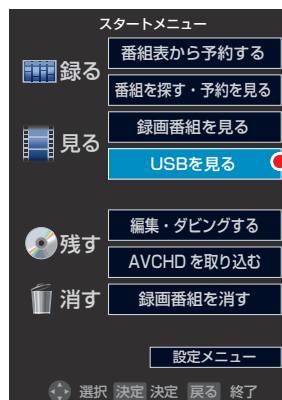 スタートメニュー
録る
番組表から予約する
番組を探す・予約を見る
見る
録画番組を見る
USBを見る
残す
編集・ダビングする
AVCHD を取り込む
消す
録画番組を消す
設定メニュー
選択 決定 決定 戻る 終了